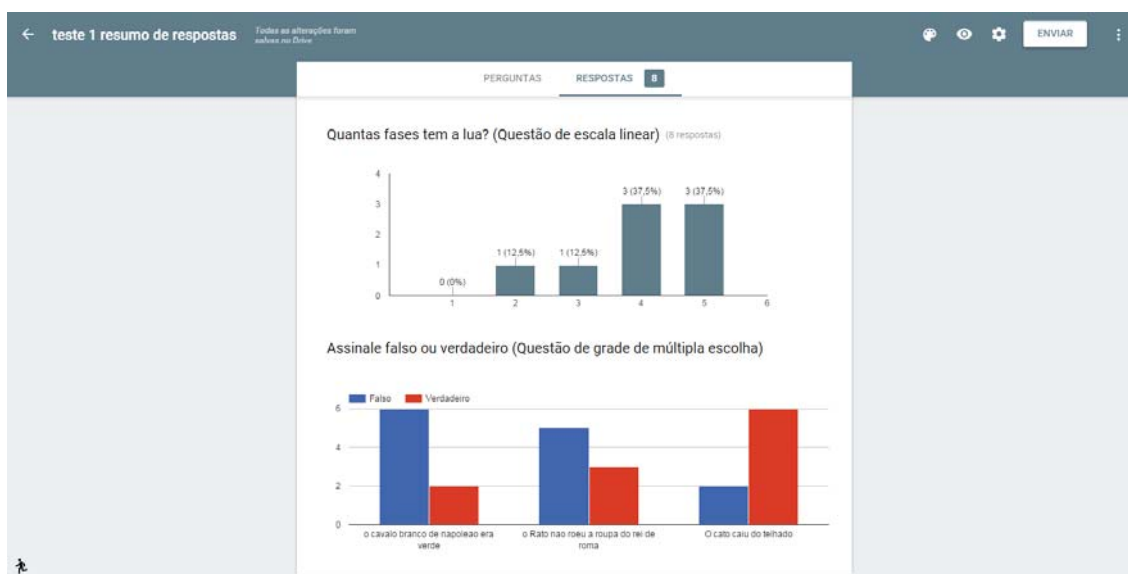 teste 1 resumo de respostas
Todas as alterações foram
salvas no Drive
ENVIAR
PERGUNTAS RESPOSTAS 8
Quantas fases tem a lua? (Questão de escala linear) (8 respostas)
4
3 (37,5%) 3 (37,5%)
3
2
1 (12,5%) 1 (12,5%)
1
0 (0%)
0
1 2 3 4 5 6
Assinale falso ou verdadeiro (Questão de grade de múltipla escolha)
Falso Verdadeiro
6
4
2
0
o cavalo branco de napoleao era
verde
o Rato nao roeu a roupa do rei de
roma
O cato caiu do telhado